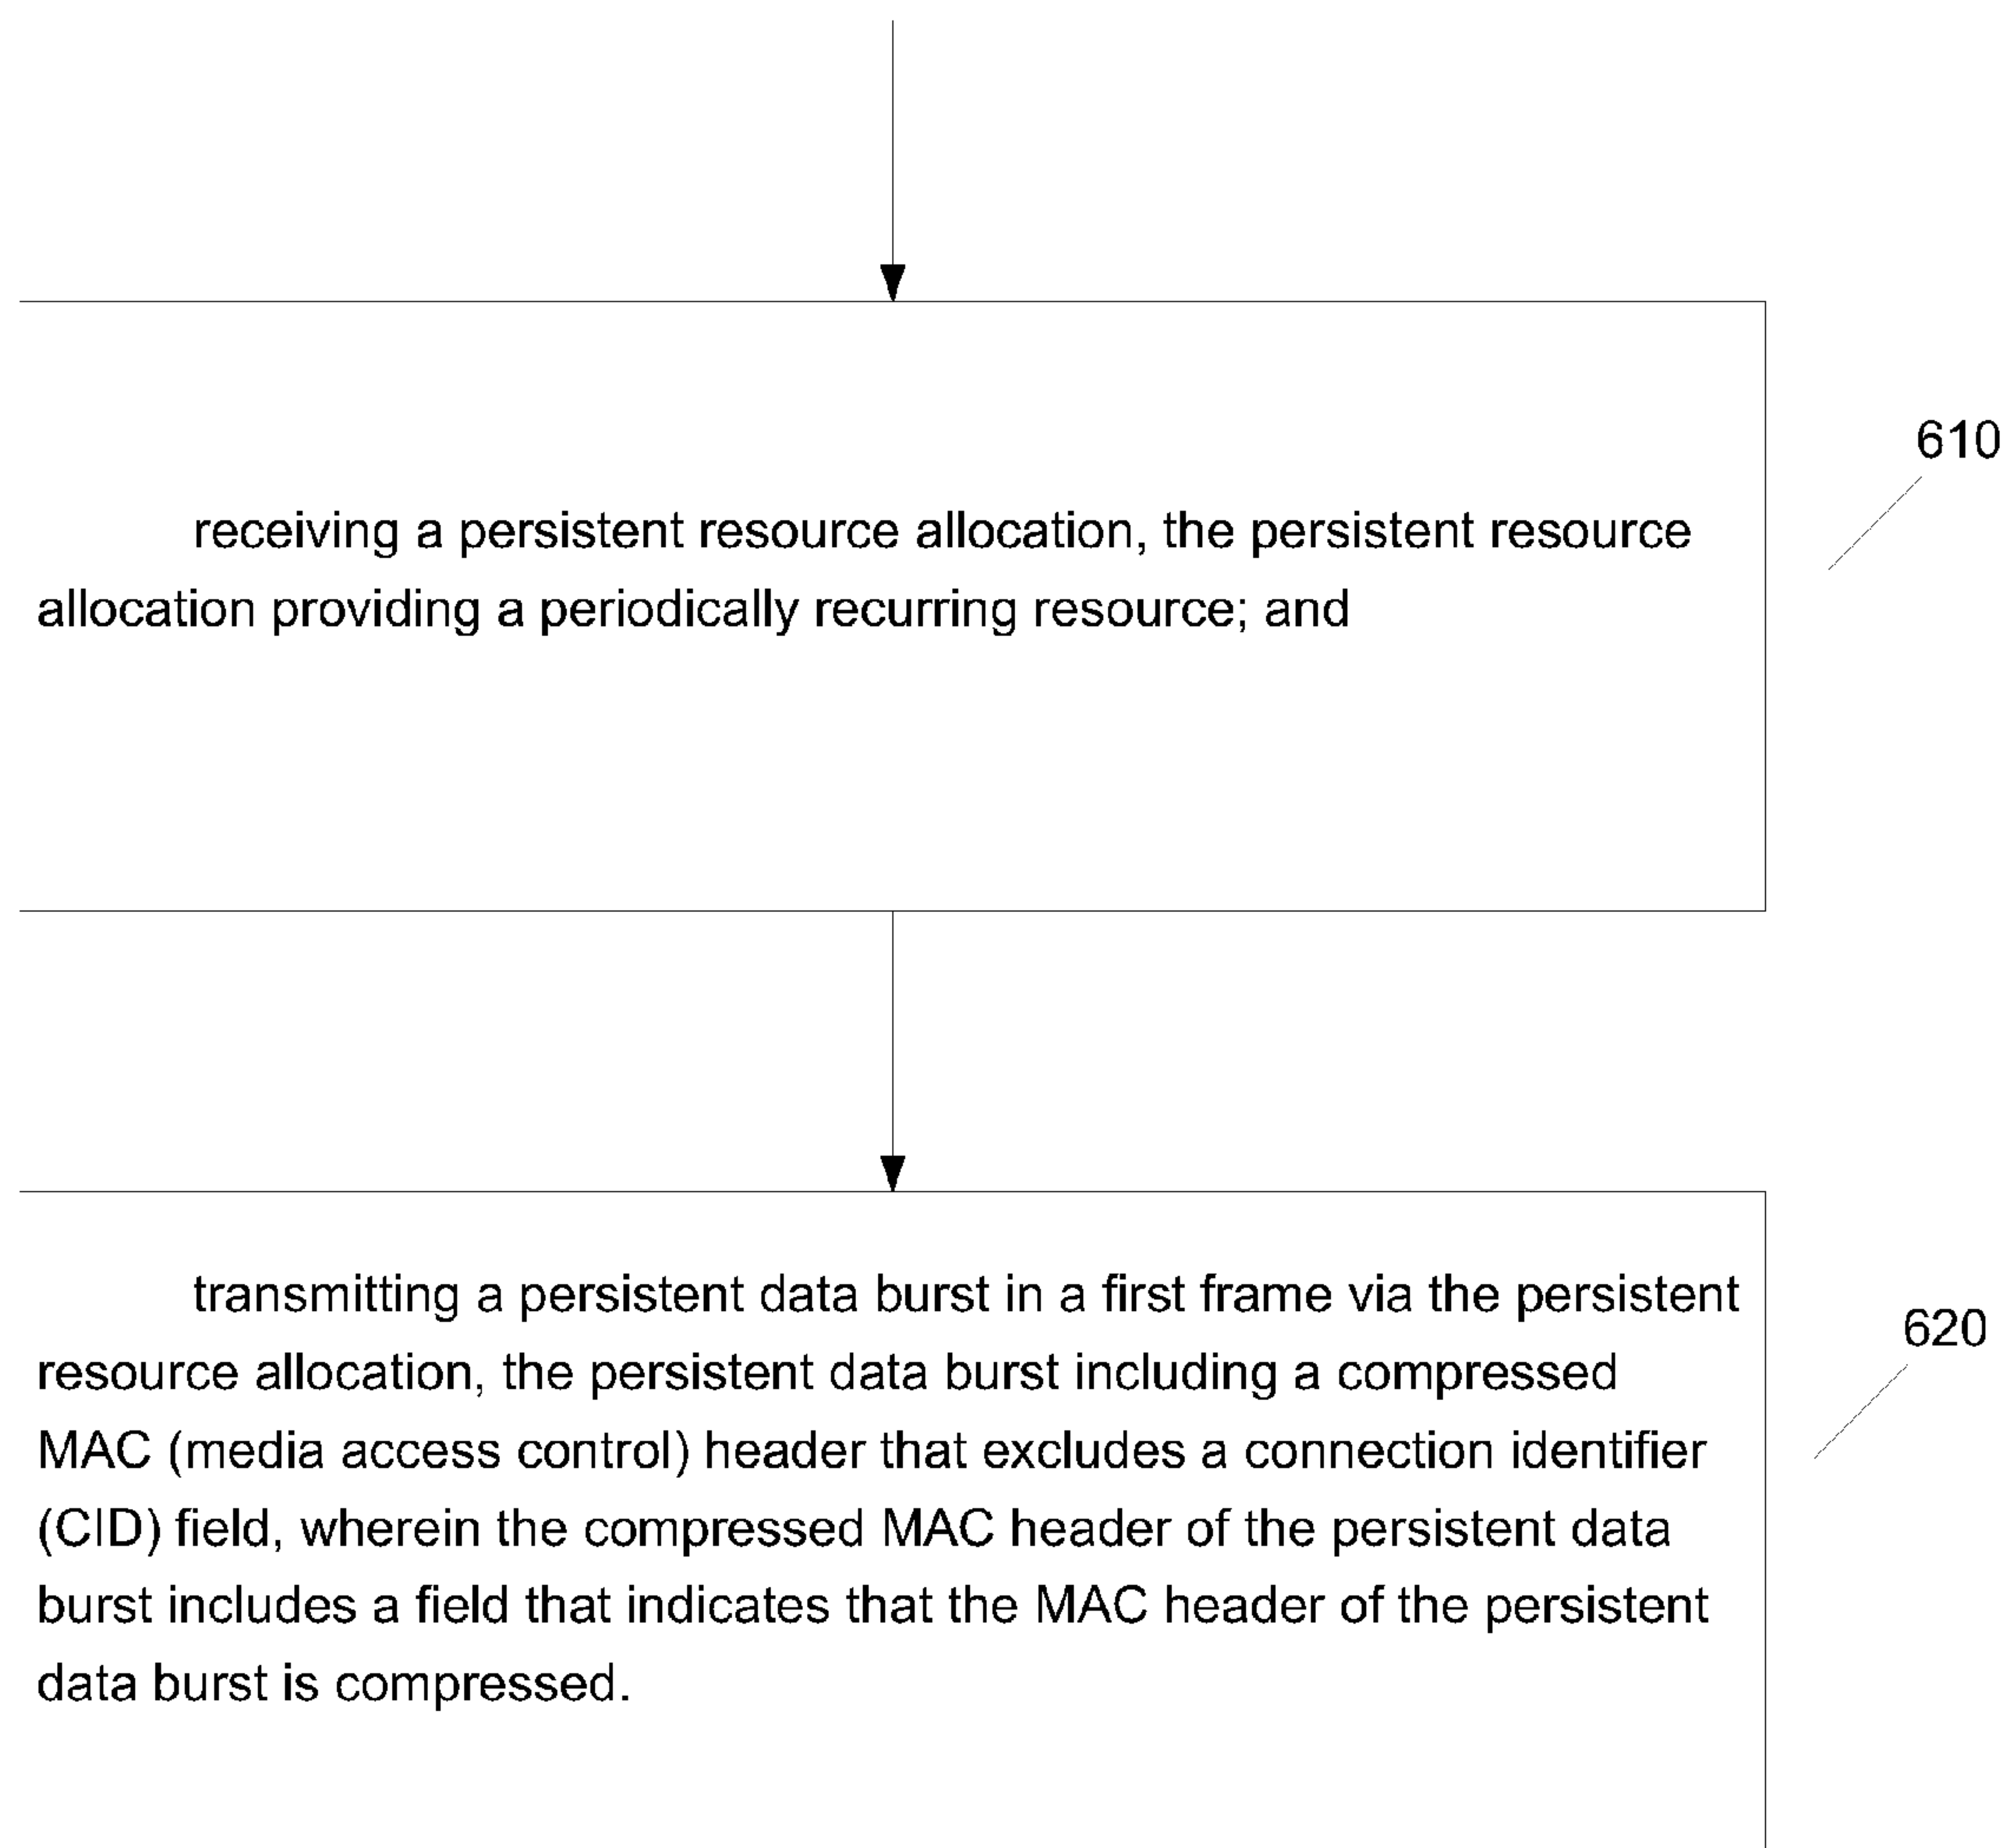 610
receiving a persistent resource allocation, the persistent resource
allocation providing a periodically recurring resource; and
620
transmitting a persistent data burst in a first frame via the persistent
resource allocation, the persistent data burst including a compressed
MAC (media access control) header that excludes a connection identifier
(CID) field, wherein the compressed MAC header of the persistent data
burst includes a field that indicates that the MAC header of the persistent
data burst is compressed.